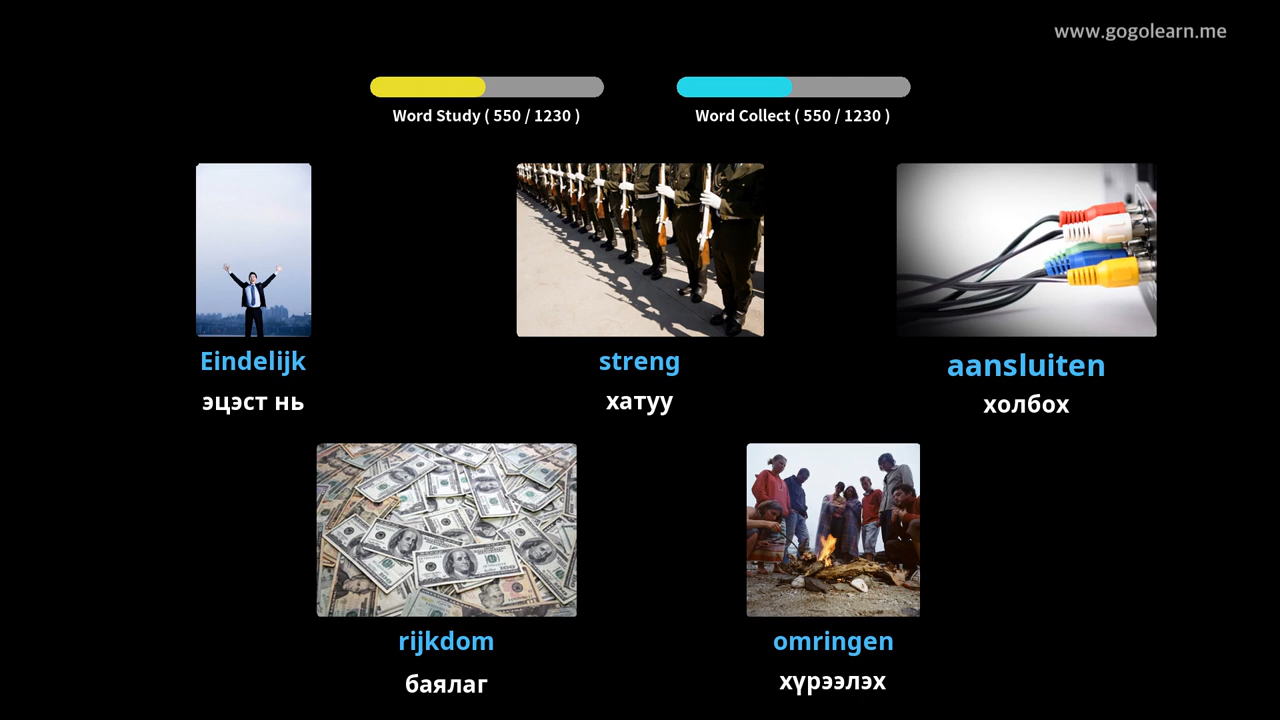 www.gogolearn.me
Word Study ( 550 / 1230 )
Word Collect ( 550 / 1230 )
Eindelijk
эцэст нь
streng
хатуу
aansluiten
холбох
rijkdom
баялаг
omringen
хүрээлэх